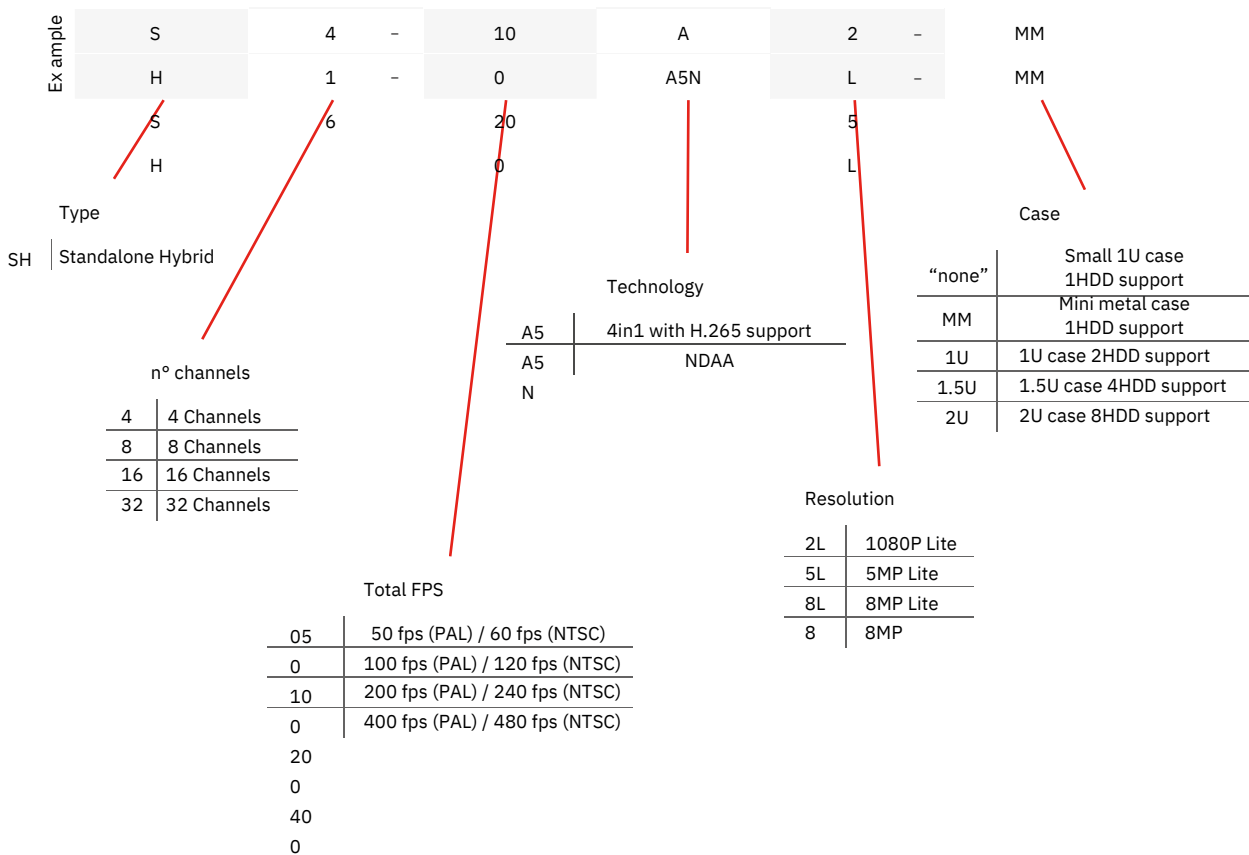 Ex ample
S 4 – 10 A 2 – MM
H 1 – 0 A5N L – MM
S 6 20 5
H 0 L
Type
SH Standalone Hybrid
n° channels
4 4 Channels
8 8 Channels
16 16 Channels
32 32 Channels
Total FPS
05 50 fps (PAL) / 60 fps (NTSC)
0 100 fps (PAL) / 120 fps (NTSC)
10 200 fps (PAL) / 240 fps (NTSC)
0 400 fps (PAL) / 480 fps (NTSC)
20
0
40
0
Technology
A5 4in1 with H.265 support
A5 NDAA
N
Resolution
2L 1080P Lite
5L 5MP Lite
8L 8MP Lite
8 8MP
Case
“none” Small 1U case
1HDD support
MM Mini metal case
1HDD support
1U 1U case 2HDD support
1.5U 1.5U case 4HDD support
2U 2U case 8HDD support